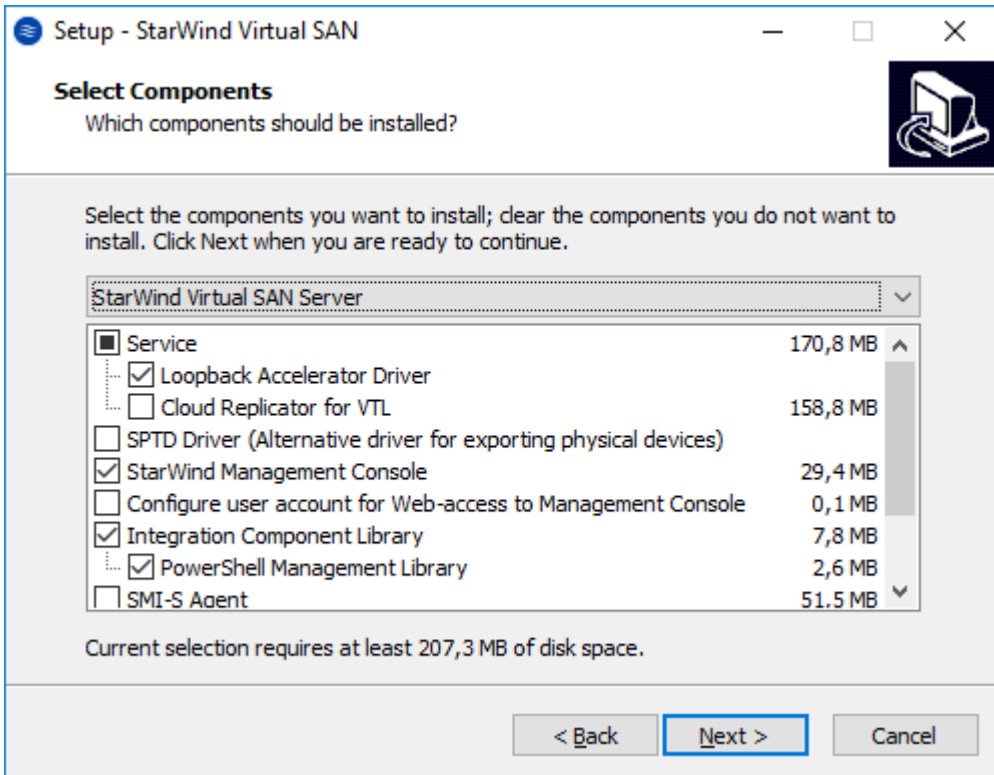 Setup - StarWind Virtual SAN
Select Components
Which components should be installed?
Select the components you want to install; clear the components you do not want to
install. Click Next when you are ready to continue.
StarWind Virtual SAN Server
Service 170,8 MB
Loopback Accelerator Driver
Cloud Replicator for VTL 158,8 MB
SPTD Driver (Alternative driver for exporting physical devices)
StarWind Management Console 29,4 MB
Configure user account for Web-access to Management Console 0,1 MB
Integration Component Library 7,8 MB
PowerShell Management Library 2,6 MB
SMI-S Agent 51,5 MB
Current selection requires at least 207,3 MB of disk space.
< Back Next > Cancel